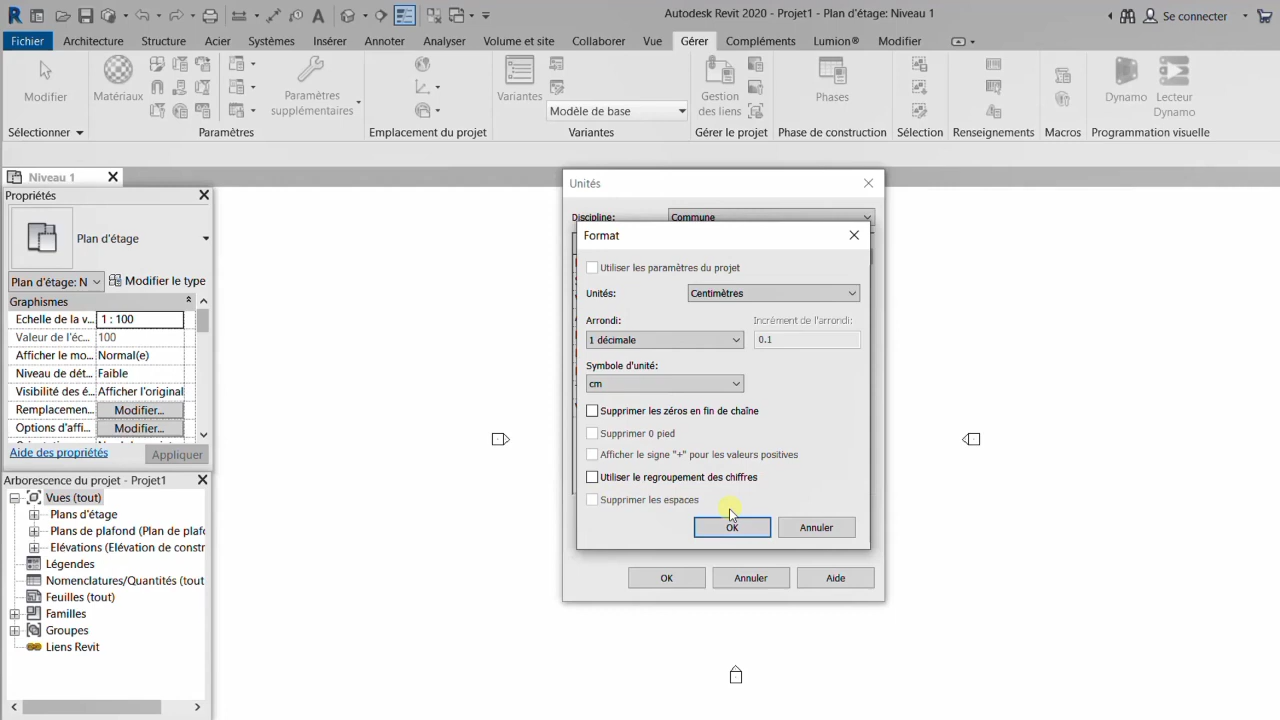 Autodesk Revit 2020 - Projet1 - Plan d'étage: Niveau 1
Se connecter
Fichier
Architecture
Structure
Acier
Systèmes
Insérer
Annoter
Analyser
Volume et site
Collaborer
Vue
Gérer
Compléments
Lumion®
Modifier
Modifier
Matériaux
Paramètres
supplémentaires
Variantes
Modèle de base
Gestion
des liens
Phases
Dynamo
Lecteur
Dynamo
Sélectionner
Paramètres
Emplacement du projet
Variantes
Gérer le projet
Phase de construction
Sélection
Renseignements
Macros
Programmation visuelle
Niveau 1
Propriétés
Plan d'étage
Plan d'étage: N
Modifier le type
Graphismes
Echelle de la v... 1 : 100
Valeur de l'éc... 100
Afficher le mo... Normal(e)
Niveau de dét... Faible
Visibilité des é... Afficher l'original
Remplacemen... Modifier...
Options d'affi... Modifier...
Aide des propriétés
Appliquer
Arborescence du projet - Projet1
Vues (tout)
Plans d'étage
Plans de plafond (Plan de plafo
Elévations (Elévation de constr
Légendes
Nomenclatures/Quantités (tout
Feuilles (tout)
Familles
Groupes
Liens Revit
Unités
Discipline: Commune
Format
Utiliser les paramètres du projet
Unités: Centimètres
Arrondi: Incrément de l'arrondi:
1 décimale 0.1
Symbole d'unité:
cm
Supprimer les zéros en fin de chaîne
Supprimer 0 pied
Afficher le signe "+" pour les valeurs positives
Utiliser le regroupement des chiffres
Supprimer les espaces
OK Annuler
OK Annuler Aide